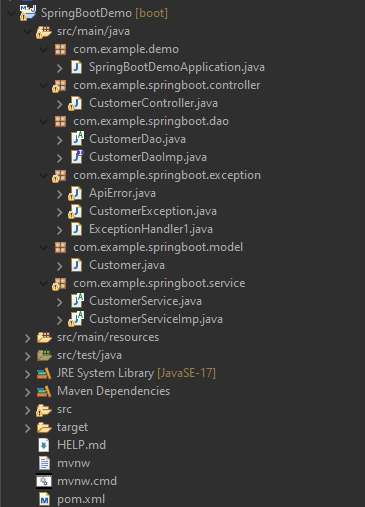 SpringBootDemo [boot]
src/main/java
com.example.demo
SpringBootDemoApplication.java
com.example.springboot.controller
CustomerController.java
com.example.springboot.dao
CustomerDao.java
CustomerDaoImp.java
com.example.springboot.exception
ApiError.java
CustomerException.java
ExceptionHandler1.java
com.example.springboot.model
Customer.java
com.example.springboot.service
CustomerService.java
CustomerServiceImp.java
src/main/resources
src/test/java
JRE System Library [JavaSE-17]
Maven Dependencies
src
target
HELP.md
mvnw
mvnw.cmd
pom.xml